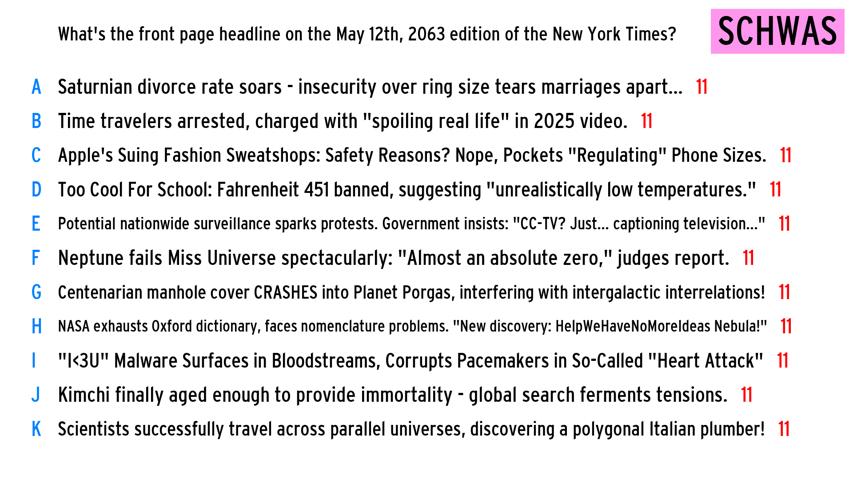 What's the front page headline on the May 12th, 2063 edition of the New York Times?
SCHWAS
A Saturnian divorce rate soars - insecurity over ring size tears marriages apart... 11
B Time travelers arrested, charged with "spoiling real life" in 2025 video. 11
C Apple's Suing Fashion Sweatshops: Safety Reasons? Nope, Pockets "Regulating" Phone Sizes. 11
D Too Cool For School: Fahrenheit 451 banned, suggesting "unrealistically low temperatures." 11
E Potential nationwide surveillance sparks protests. Government insists: "CC-TV? Just... captioning television..." 11
F Neptune fails Miss Universe spectacularly: "Almost an absolute zero," judges report. 11
G Centenarian manhole cover CRASHES into Planet Porgas, interfering with intergalactic interrelations! 11
H NASA exhausts Oxford dictionary, faces nomenclature problems. "New discovery: HelpWeHaveNoMoreIdeas Nebula!" 11
I "I<3U" Malware Surfaces in Bloodstreams, Corrupts Pacemakers in So-Called "Heart Attack" 11
J Kimchi finally aged enough to provide immortality - global search ferments tensions. 11
K Scientists successfully travel across parallel universes, discovering a polygonal Italian plumber! 11